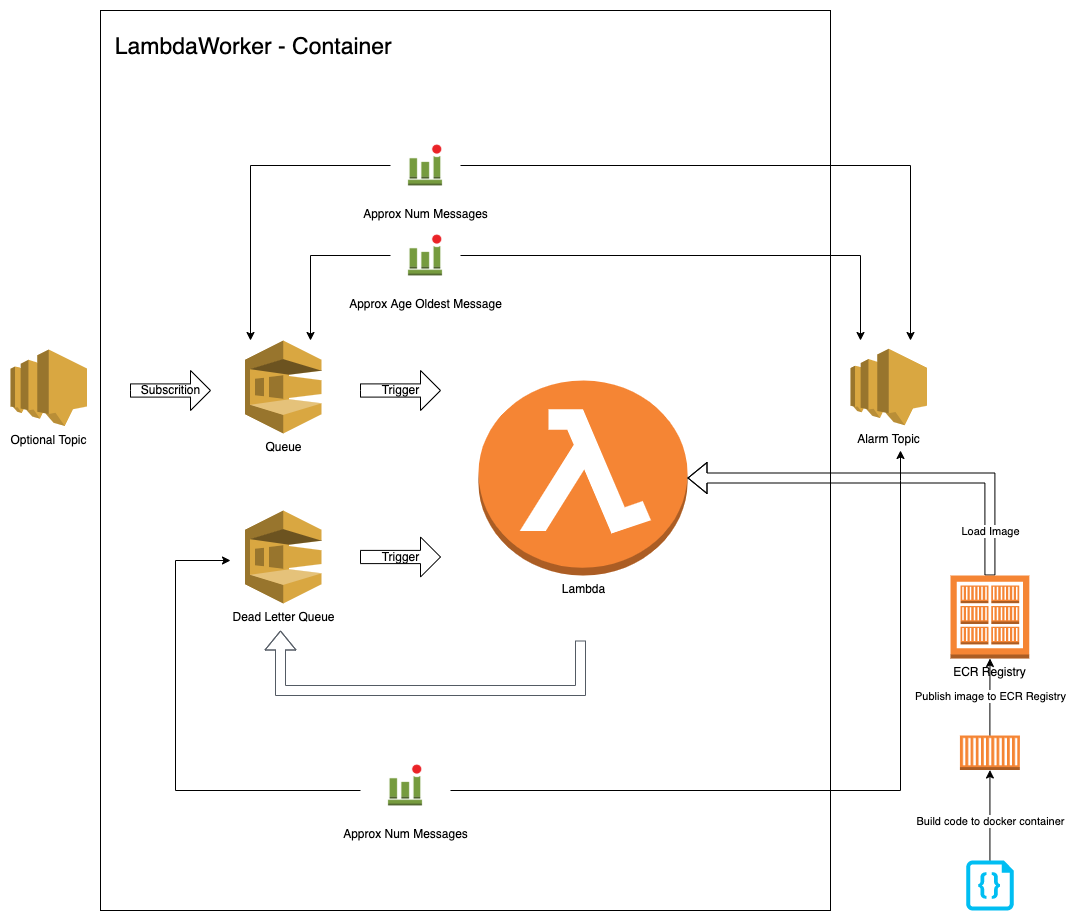 LambdaWorker - Container
Approx Num Messages
Approx Age Oldest Message
Subscrition
Trigger
Optional Topic
Queue
Alarm Topic
Load Image
Trigger
Lambda
Dead Letter Queue
ECR Registry
Publish image to ECR Registry
Approx Num Messages
Build code to docker container
{}